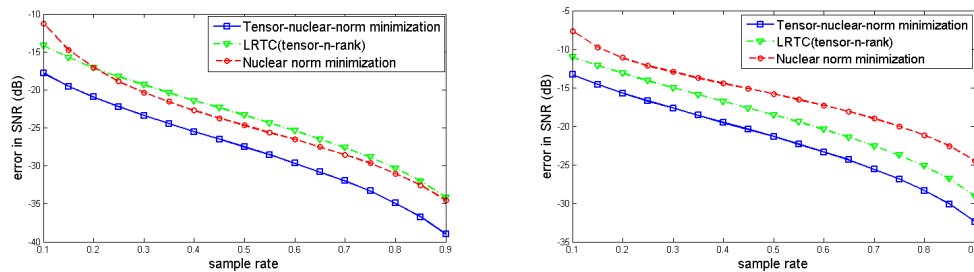 -10
-15
-20
-25
-30
-35
-40
error in SNR (dB)
Tensor-nuclear-norm minimization
LRTC(tensor-n-rank)
Nuclear norm minimization
0.1 0.2 0.3 0.4 0.5 0.6 0.7 0.8 0.9
sample rate
-5
-10
-15
-20
-25
-30
-35
error in SNR (dB)
Tensor-nuclear-norm minimization
LRTC(tensor-n-rank)
Nuclear norm minimization
0.1 0.2 0.3 0.4 0.5 0.6 0.7 0.8
sample rate